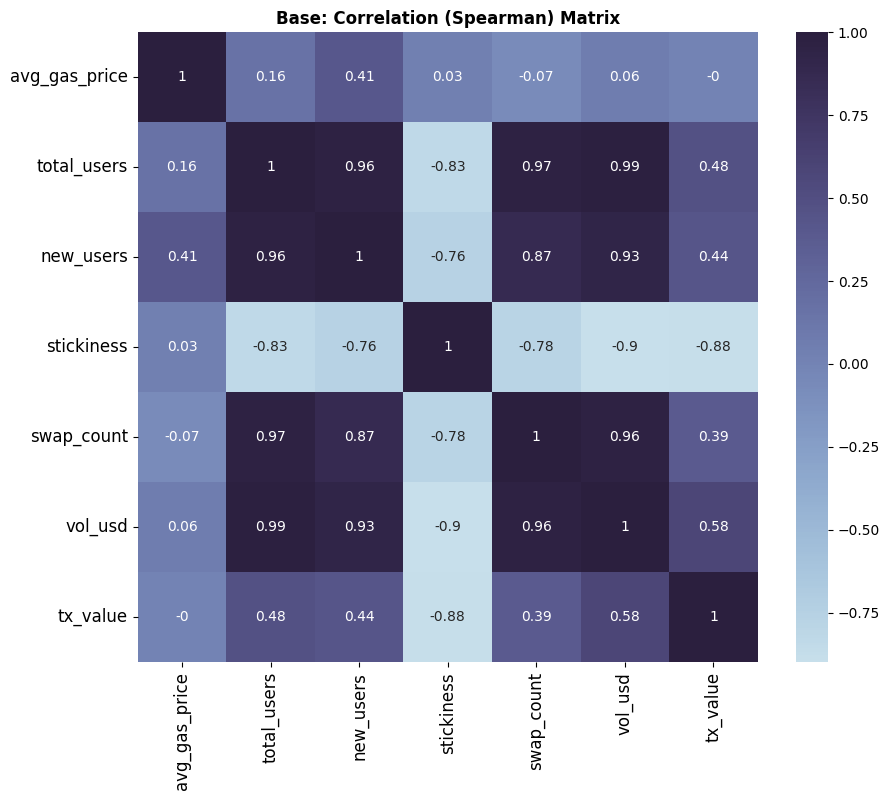 Base: Correlation (Spearman) Matrix
avg_gas_price 1 0.16 0.41 0.03 -0.07 0.06 -0
total_users 0.16 1 0.96 -0.83 0.97 0.99 0.48
new_users 0.41 0.96 1 -0.76 0.87 0.93 0.44
stickiness 0.03 -0.83 -0.76 1 -0.78 -0.9 -0.88
swap_count -0.07 0.97 0.87 -0.78 1 0.96 0.39
vol_usd 0.06 0.99 0.93 -0.9 0.96 1 0.58
tx_value -0 0.48 0.44 -0.88 0.39 0.58 1
avg_gas_price
total_users
new_users
stickiness
swap_count
vol_usd
tx_value
1.00
0.75
0.50
0.25
0.00
−0.25
−0.50
−0.75